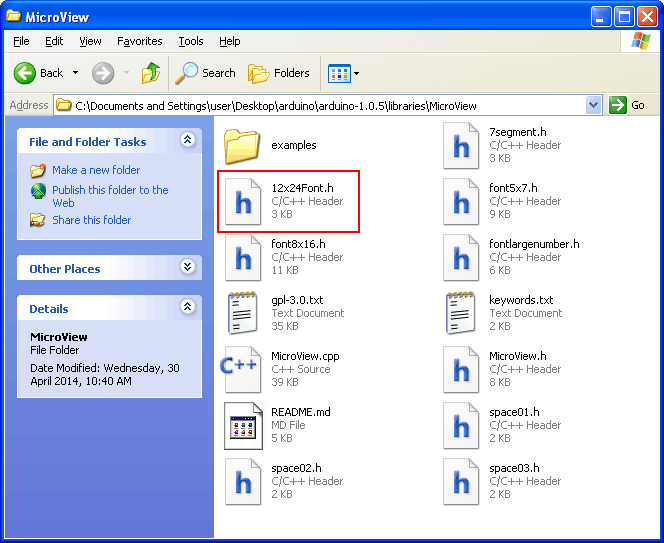 MicroView
File Edit View Favorites Tools Help
Back Search Folders
Address C:\Documents and Settings\user\Desktop\arduino\arduino-1.0.5\libraries\MicroView Go
File and Folder Tasks
Make a new folder
Publish this folder to the
Web
Share this folder
Other Places
Details
MicroView
File Folder
Date Modified: Wednesday, 30
April 2014, 10:40 AM
examples
7segment.h
C/C++ Header
3 KB
h
12x24Font.h
C/C++ Header
3 KB
h
font5x7.h
C/C++ Header
9 KB
h
font8x16.h
C/C++ Header
11 KB
h
fontlargenumber.h
C/C++ Header
6 KB
h
gpl-3.0.txt
Text Document
35 KB
keywords.txt
Text Document
2 KB
C++
MicroView.cpp
C++ Source
39 KB
h
MicroView.h
C/C++ Header
8 KB
README.md
MD File
5 KB
h
space01.h
C/C++ Header
2 KB
h
space02.h
C/C++ Header
2 KB
h
space03.h
C/C++ Header
2 KB
h